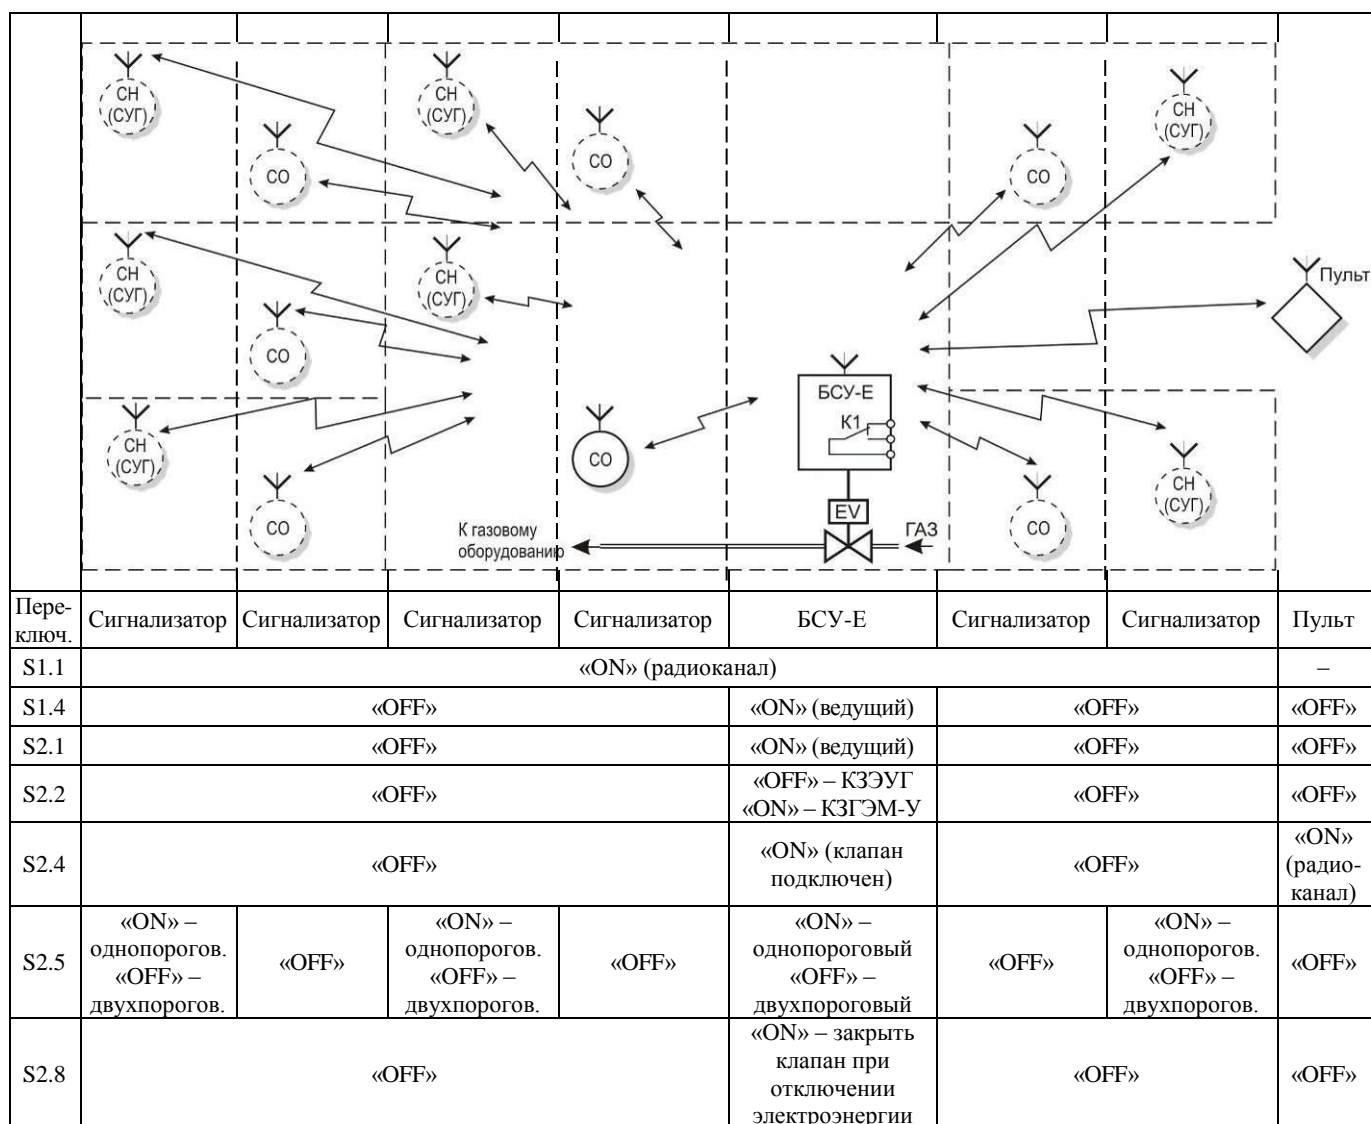 СН
(СУГ)
СН
(СУГ)
СН
(СУГ)
СО
СО
СО
СН
(СУГ)
СН
(СУГ)
Пульт
СО
БСУ-Е
К1
СН
(СУГ)
СО
СН
(СУГ)
СО
СО
EV
К газовому
оборудованию
ГАЗ
Пере-
ключ.
Сигнализатор Сигнализатор Сигнализатор Сигнализатор БСУ-Е Сигнализатор Сигнализатор Пульт
S1.1 «ON» (радиоканал) –
S1.4 «OFF» «ON» (ведущий) «OFF» «OFF»
S2.1 «OFF» «ON» (ведущий) «OFF» «OFF»
S2.2 «OFF» «OFF» – КЗЭУГ
«ON» – КЗГЭМ-У
«OFF» «OFF»
S2.4 «OFF» «ON» (клапан
подключен)
«OFF» «ON»
(радио-
канал)
S2.5 «ON» –
однопорогов.
«OFF» –
двухпорогов.
«OFF»
«ON» –
однопорогов.
«OFF» –
двухпорогов.
«OFF»
«ON» –
однопороговый
«OFF» –
двухпороговый
«OFF»
«ON» –
однопорогов.
«OFF» –
двухпорогов.
«OFF»
S2.8 «OFF» «ON» – закрыть
клапан при
отключении
электроэнергии
«OFF» «OFF»